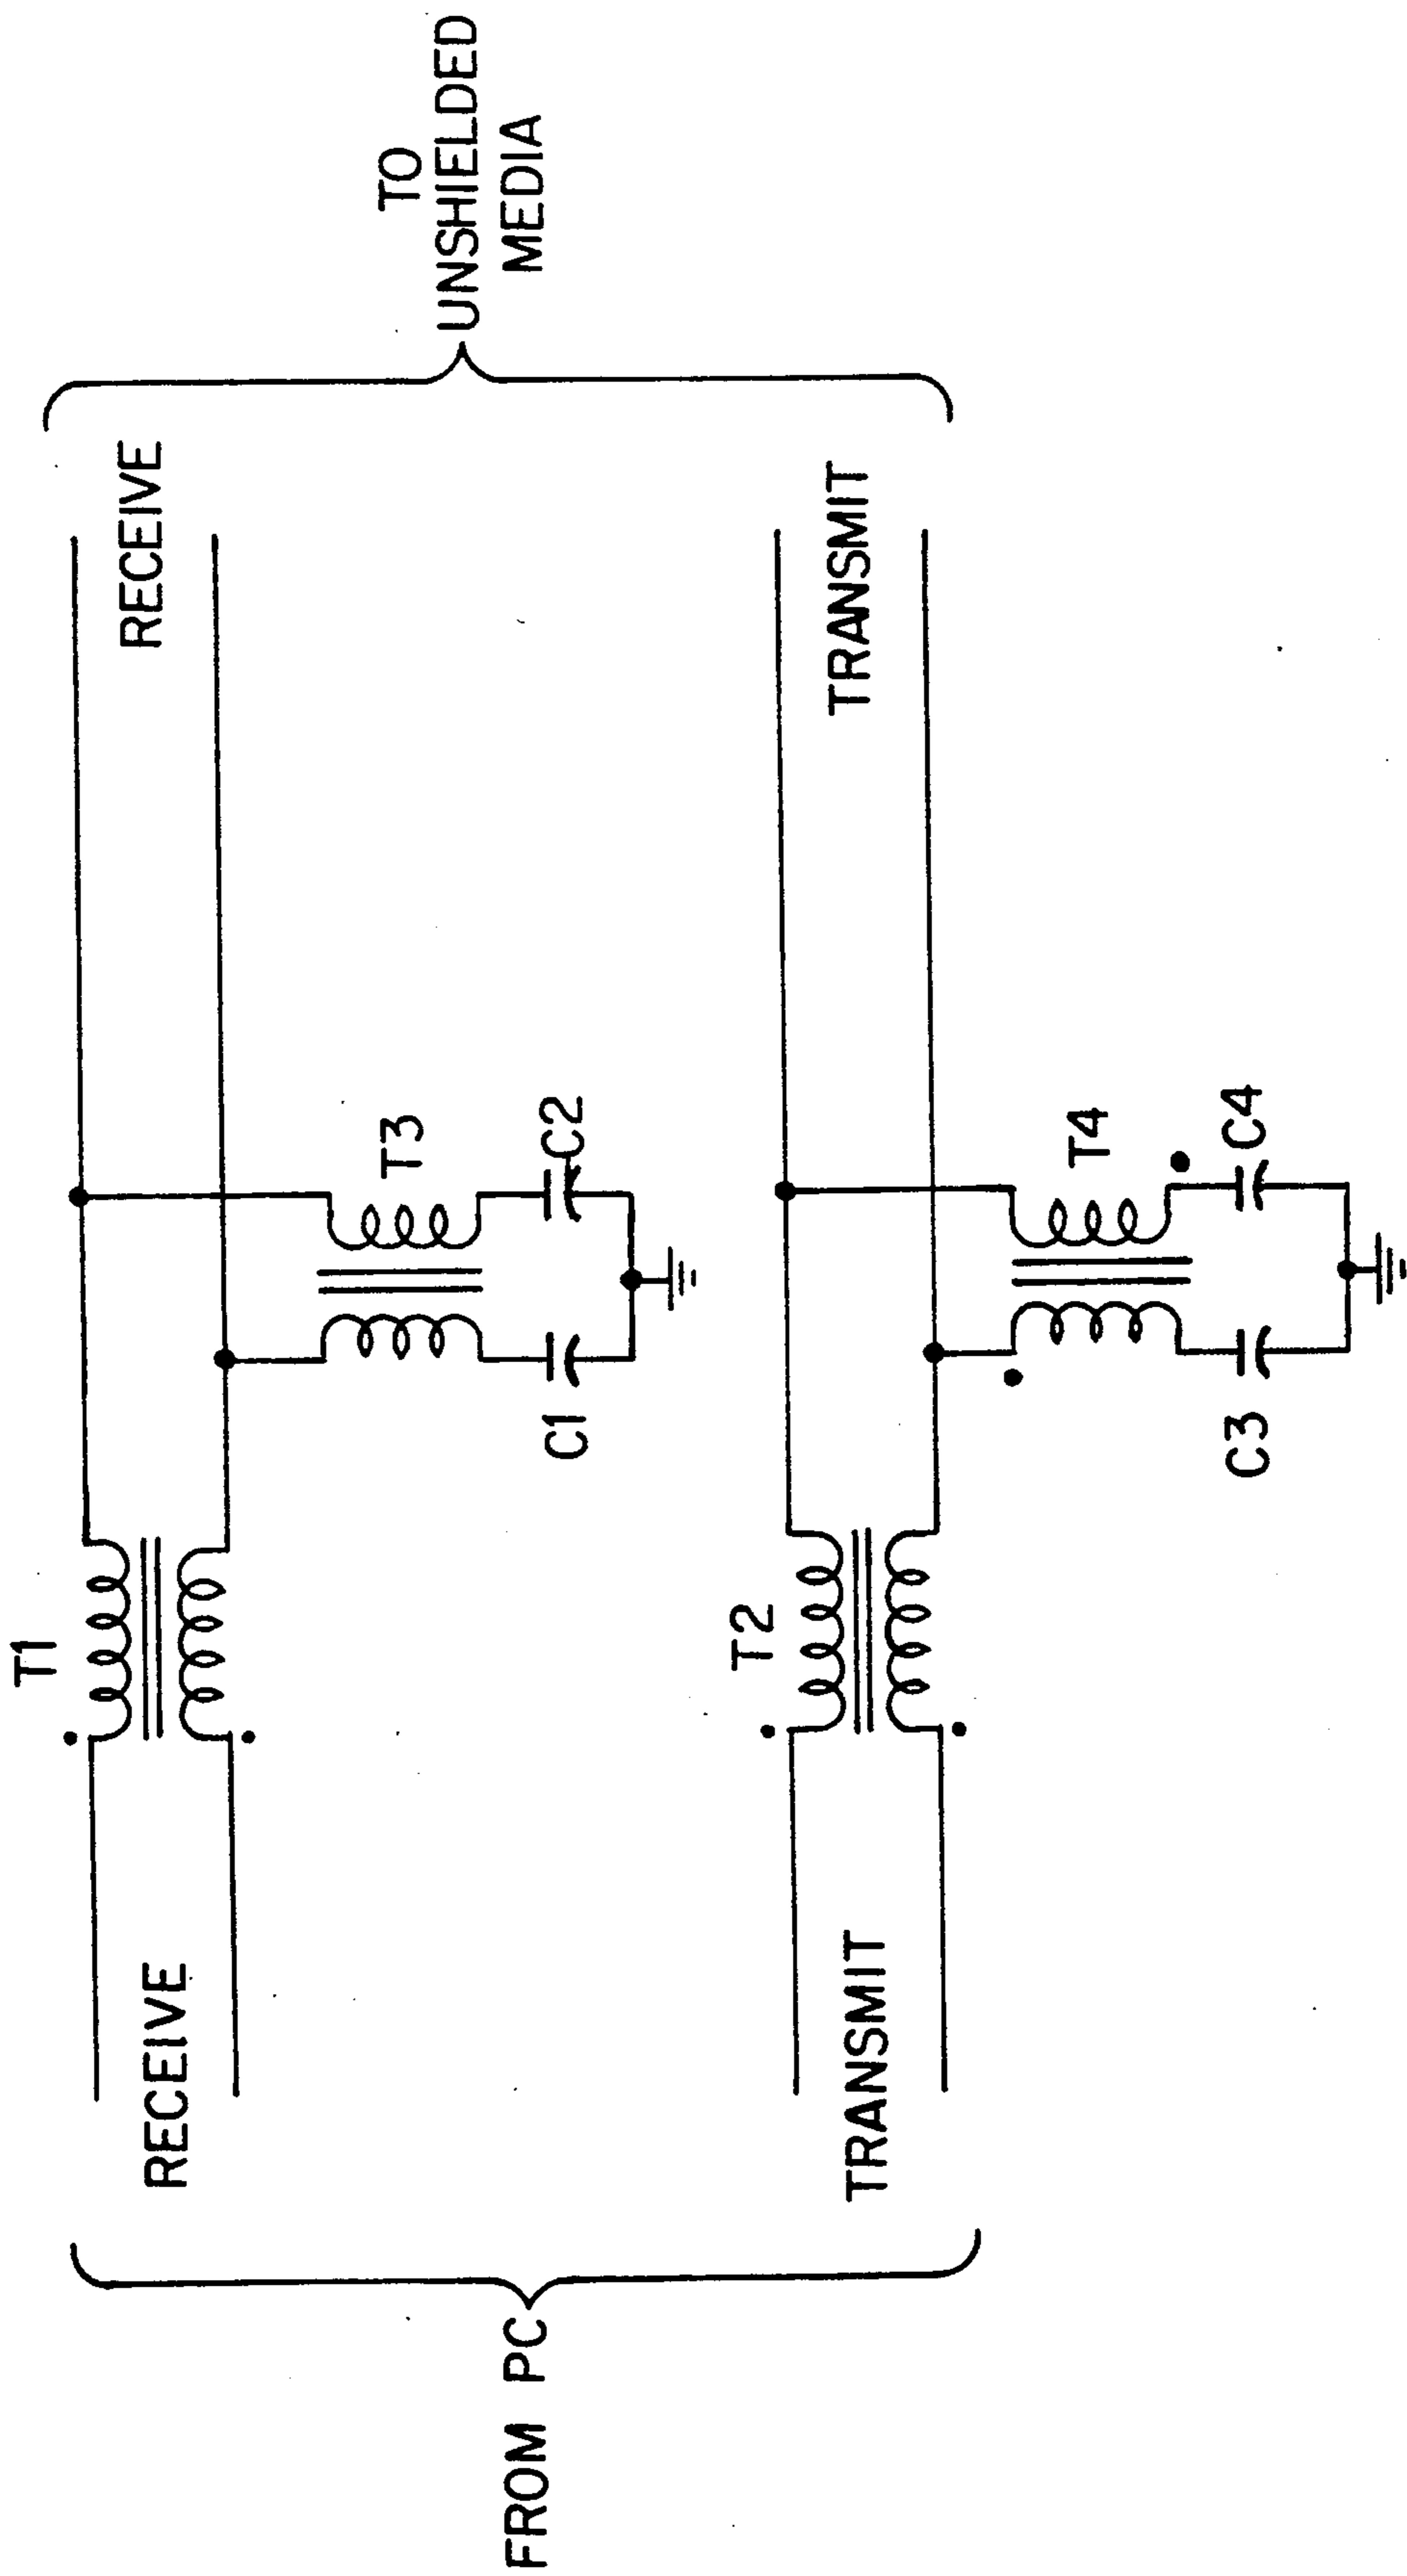 FROM PC
RECEIVE
T1
RECEIVE
TO
UNSHIELDED
MEDIA
C1
T3
C2
TRANSMIT
T2
TRANSMIT
C3
T4
C4